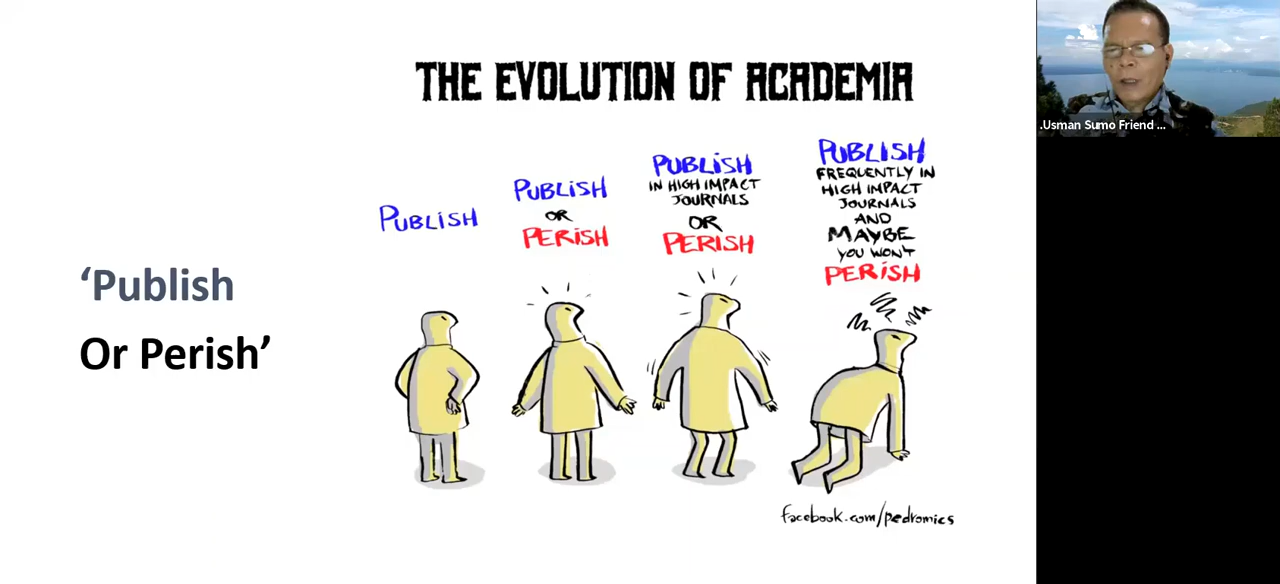 THE EVOLUTION OF ACADEMIA
‘Publish
Or Perish’
PUBLISH
PUBLISH
OR
PERISH
PUBLISH
IN HIGH IMPACT
JOURNALS
OR
PERISH
PUBLISH
FREQUENTLY IN
HIGH IMPACT
JOURNALS
AND
MAYBE
YOU WON'T
PERISH
facebook.com/pedromics
.Usman Sumo Friend ...